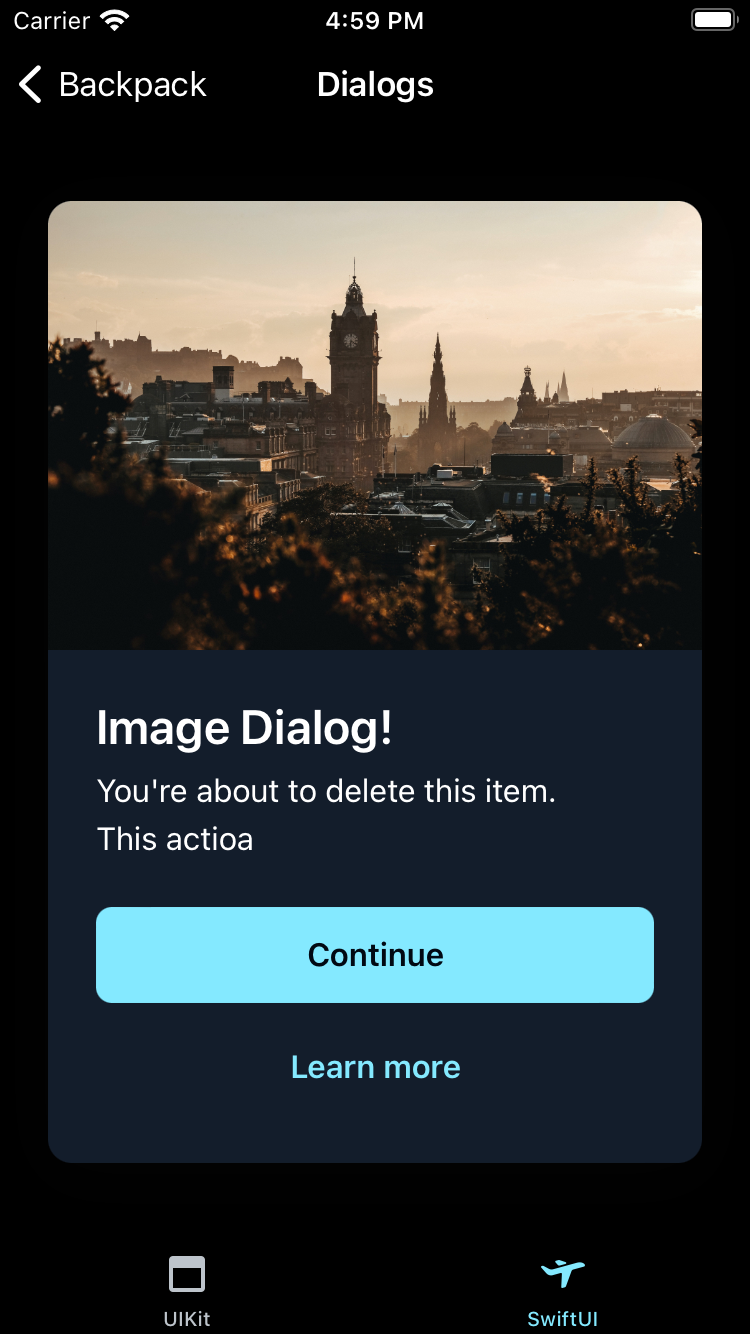 Carrier 4:59 PM
Backpack Dialogs
Image Dialog!
You're about to delete this item.
This actioa
Continue
Learn more
UIKit SwiftUI